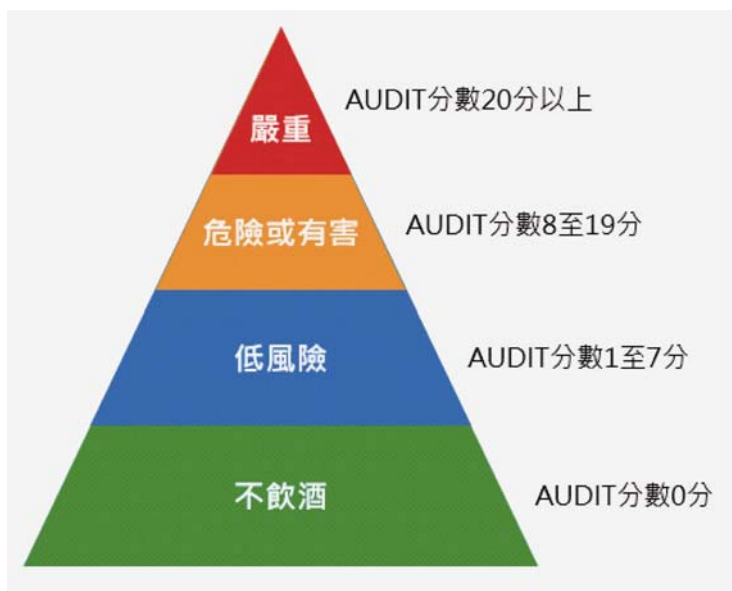 嚴重
AUDIT分數20分以上
危險或有害
AUDIT分數8至19分
低風險
AUDIT分數1至7分
不飲酒
AUDIT分數0分